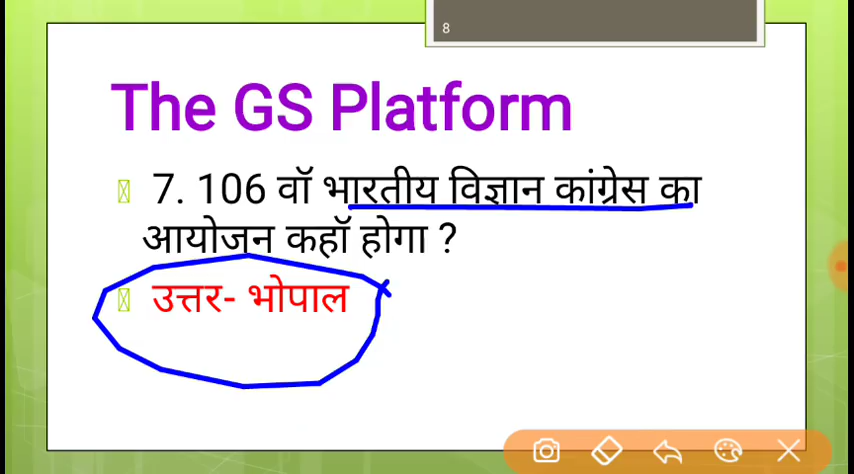 8
The GS Platform
7. 106 वॉ भारतीय विज्ञान कांग्रेस का
आयोजन कहॉ होगा ?
उत्तर- भोपाल